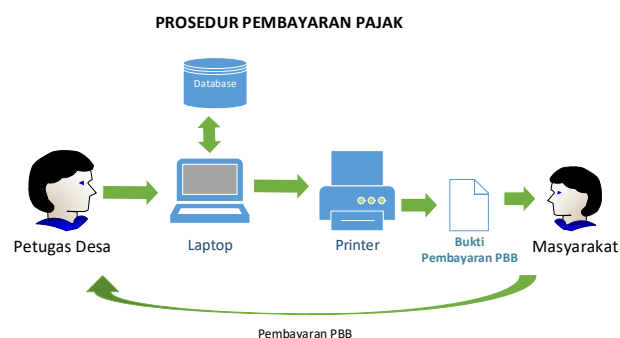 PROSEDUR PEMBAYARAN PAJAK
Database
Petugas Desa
Laptop
Printer
Bukti
Pembayaran PBB
Masyarakat
Pembayaran PBB